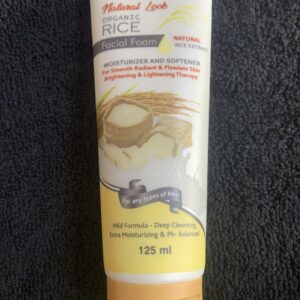 Natural Look
ORGANIC
RICE
Facial Foam
NATURAL
RICE EXTRACT
MOISTURIZER AND SOFTENER
For Smooth Radiant & Flawless Skin
Brightening & Lightening Therapy
For any Types of Skin
Mild Formula - Deep Cleansing
Extra Moisturizing & Ph- Balanced
125 ml